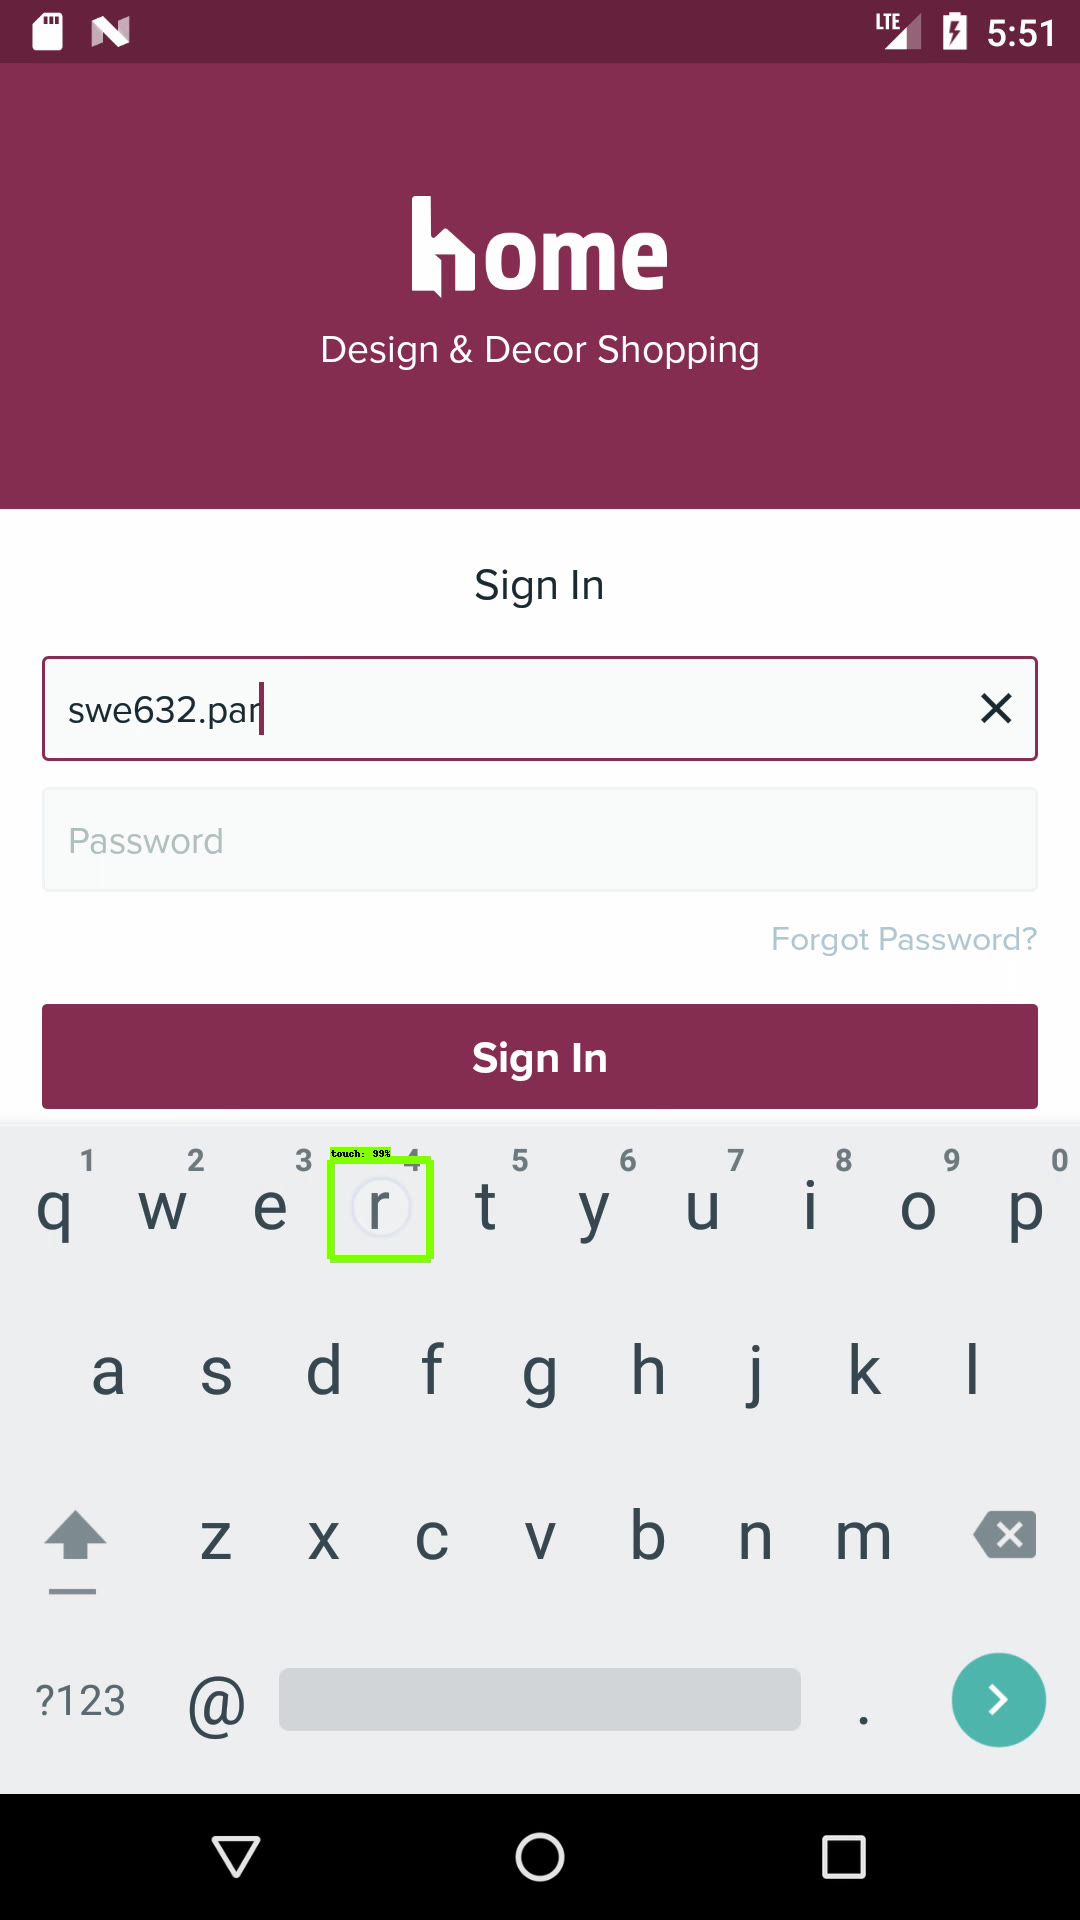 LTE 5:51
home
Design & Decor Shopping
Sign In
swe632.par
Password
Forgot Password?
Sign In
touch: 99%
1 2 3 4 5 6 7 8 9 0
q w e r t y u i o p
a s d f g h j k l
z x c v b n m
?123 @ .